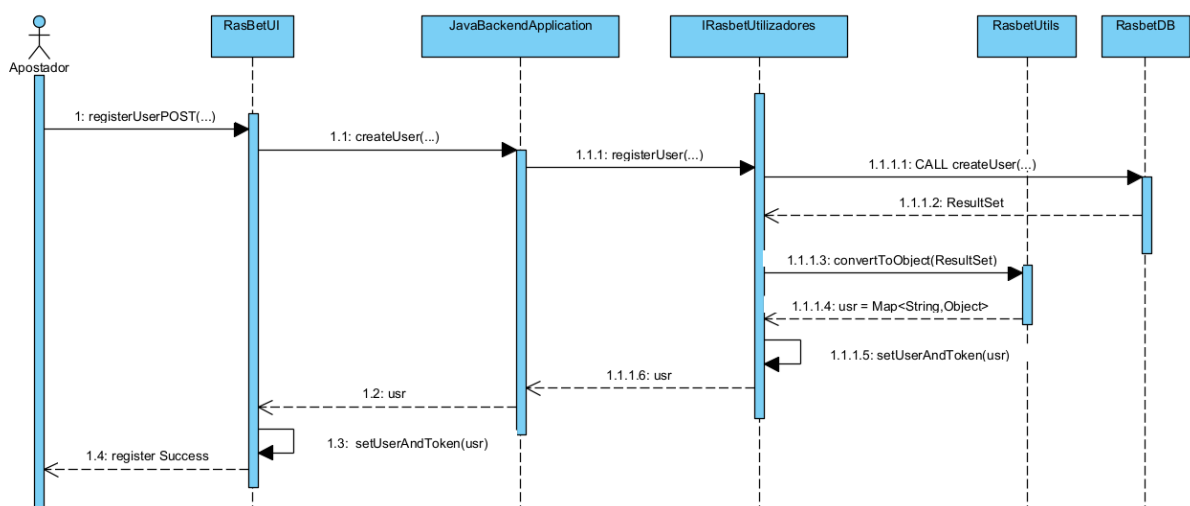 RasBetUI
JavaBackendApplication
IRasbetUtilizadores
RasbetUtils
RasbetDB
Apostador
1: registerUserPOST(...)
1.1: createUser(...)
1.1.1: registerUser(...)
1.1.1.1: CALL createUser(...)
1.1.1.2: ResultSet
1.1.1.3: convertToObject(ResultSet)
1.1.1.4: usr = Map<String,Object>
1.1.1.5: setUserAndToken(usr)
1.1.1.6: usr
1.2: usr
1.3: setUserAndToken(usr)
1.4: register Success